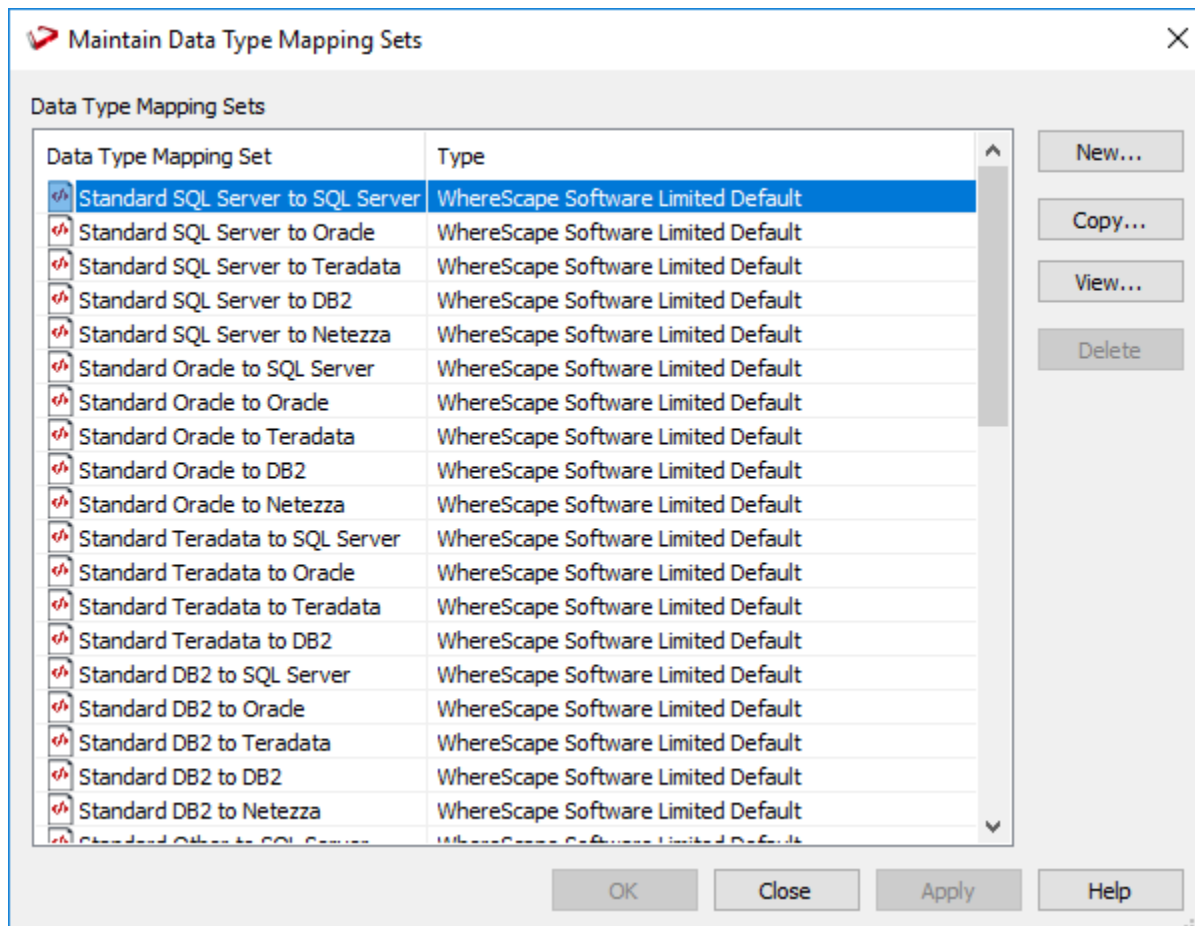 Maintain Data Type Mapping Sets
Data Type Mapping Sets
Data Type Mapping Set Type
Standard SQL Server to SQL Server WhereScape Software Limited Default
Standard SQL Server to Oracle WhereScape Software Limited Default
Standard SQL Server to Teradata WhereScape Software Limited Default
Standard SQL Server to DB2 WhereScape Software Limited Default
Standard SQL Server to Netezza WhereScape Software Limited Default
Standard Oracle to SQL Server WhereScape Software Limited Default
Standard Oracle to Oracle WhereScape Software Limited Default
Standard Oracle to Teradata WhereScape Software Limited Default
Standard Oracle to DB2 WhereScape Software Limited Default
Standard Oracle to Netezza WhereScape Software Limited Default
Standard Teradata to SQL Server WhereScape Software Limited Default
Standard Teradata to Oracle WhereScape Software Limited Default
Standard Teradata to Teradata WhereScape Software Limited Default
Standard Teradata to DB2 WhereScape Software Limited Default
Standard DB2 to SQL Server WhereScape Software Limited Default
Standard DB2 to Oracle WhereScape Software Limited Default
Standard DB2 to Teradata WhereScape Software Limited Default
Standard DB2 to DB2 WhereScape Software Limited Default
Standard DB2 to Netezza WhereScape Software Limited Default
Standard Other to SQL Server WhereScape Software Limited Default
New...
Copy...
View...
Delete
OK Close Apply Help